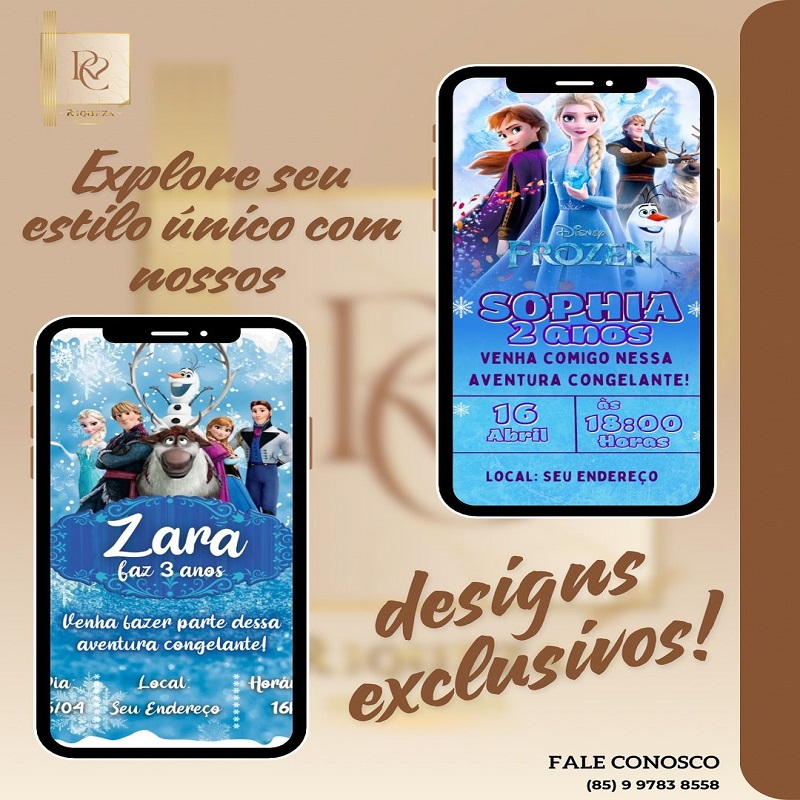 RC
RIQUEZA
Explore seu
estilo único com
nossos
DISNEY
FROZEN
SOPHIA
2 anos
VENHA COMIGO NESSA
AVENTURA CONGELANTE!
16
Abril
às
18:00
Horas
LOCAL: SEU ENDEREÇO
Zara
faz 3 anos
Venha fazer parte dessa
aventura congelante!
Local
Seu Endereço
designs
exclusivos!
FALE CONOSCO
(85) 9 9783 8558